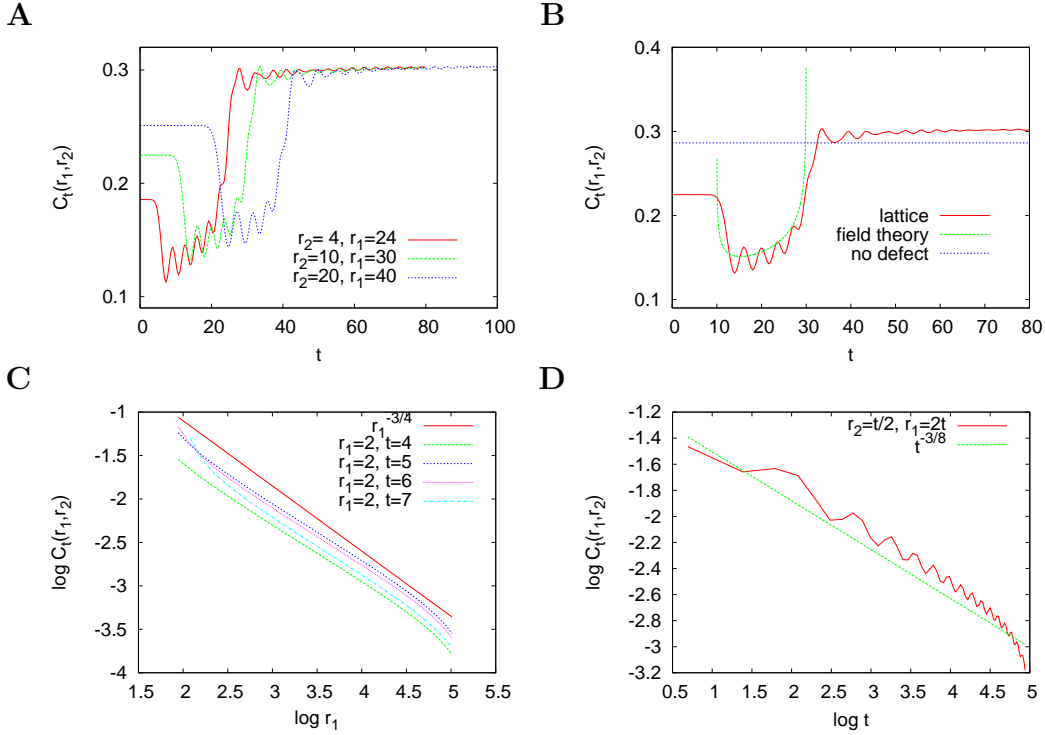 A
C_t(r_1,r_2)
0.3
0.2
0.1
r_2= 4, r_1=24
r_2=10, r_1=30
r_2=20, r_1=40
0 20 40 60 80 100
t
B
C_t(r_1,r_2)
0.4
0.3
0.2
0.1
lattice
field theory
no defect
0 10 20 30 40 50 60 70 80
t
C
log C_t(r_1,r_2)
-1
-1.5
-2
-2.5
-3
-3.5
-4
r_1^{-3/4}
r_1=2, t=4
r_1=2, t=5
r_1=2, t=6
r_1=2, t=7
1.5 2 2.5 3 3.5 4 4.5 5 5.5
log r_1
D
log C_t(r_1,r_2)
-1.2
-1.4
-1.6
-1.8
-2
-2.2
-2.4
-2.6
-2.8
-3
-3.2
r_2=t/2, r_1=2t
t^{-3/8}
0.5 1 1.5 2 2.5 3 3.5 4 4.5 5
log t